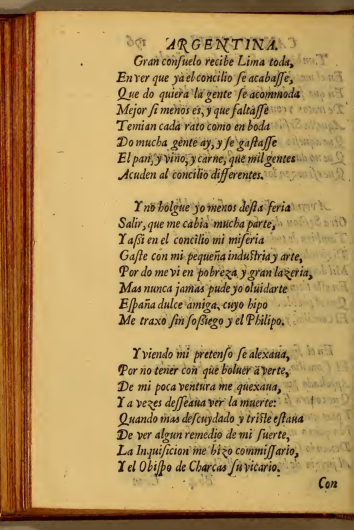 ARGENTINA.
Gran conſuelo recibe Lima toda,
En ver que ya el concilio ſe acabaſſe,
Que do quiera la gente ſe acommoda
Mejor ſi menos es, y que faltaſſe
Temian cada rato como en boda
Do mucha gente ay, y ſe gaſtaſſe
El pan, y vino, y carne, que mil gentes
Acuden al concilio differentes.
Y no holgue yo menos deſta feria
Salir, que me cabia mucha parte,
Y aſsi en el concilio mi miſeria
Gaſte con mi pequeña induſtria y arte,
Por do me vi en pobreza y gran lazeria,
Mas nunca jamas pude yo oluidarte
Eſpaña dulce amiga, cuyo hipo
Me traxo ſin ſoſsiego y el Philipo.
Y viendo mi pretenſo ſe alexaua,
Por no tener con que boluer a verte,
De mi poca ventura me quexaua,
Y a vezes deſſeaua ver la muerte:
Quando mas deſcuydado y triſte eſtaua
De ver algun remedio de mi ſuerte,
La Inquiſicion me hizo commiſſario,
Y el Obiſpo de Charcas ſu vicario.
Con